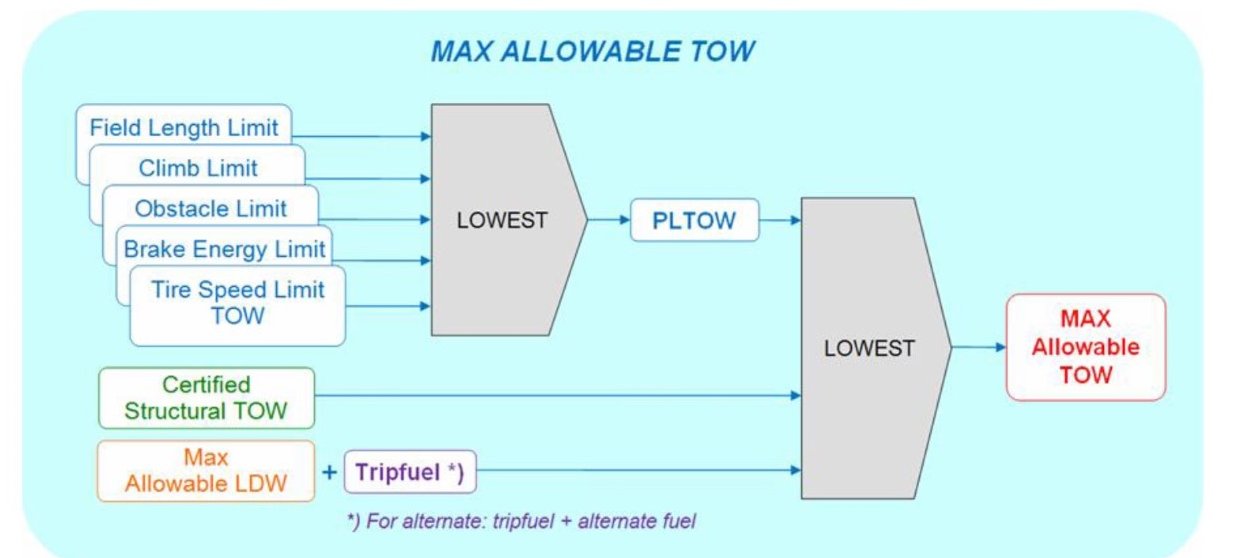 MAX ALLOWABLE TOW
Field Length Limit
Climb Limit
Obstacle Limit
Brake Energy Limit
Tire Speed Limit
TOW
LOWEST
PLTOW
Certified
Structural TOW
Max
Allowable LDW
+
Tripfuel *)
LOWEST
MAX
Allowable
TOW
*) For alternate: tripfuel + alternate fuel